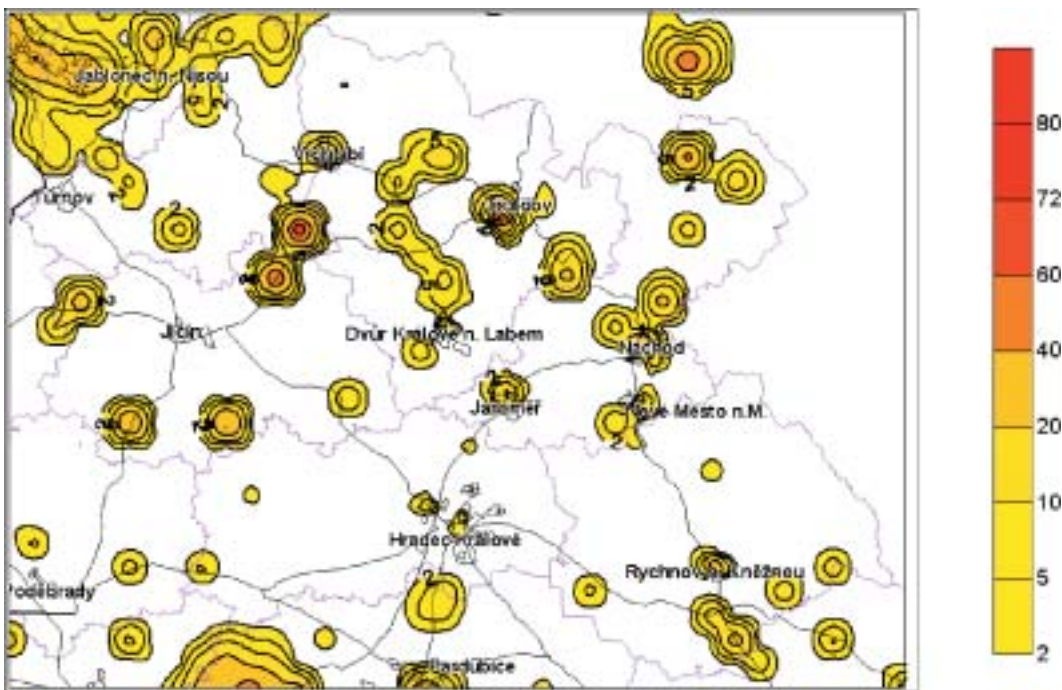 Jablonec n. Nisou
Vrchlabí
Turnov
Trutnov
Jičín
Dvůr Králové n. Labem
Náchod
Jaroměř
Nové Město n.M.
Hradec Králové
Rychnov n. Kněžnou
Poděbrady
Pardubice
80
72
60
40
20
10
5
2